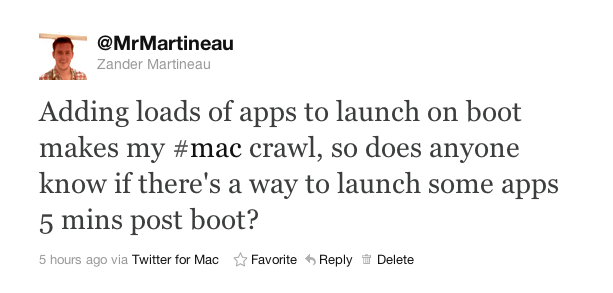 @MrMartineau
Zander Martineau
Adding loads of apps to launch on boot
makes my #mac crawl, so does anyone
know if there's a way to launch some apps
5 mins post boot?
5 hours ago via Twitter for Mac Favorite Reply Delete